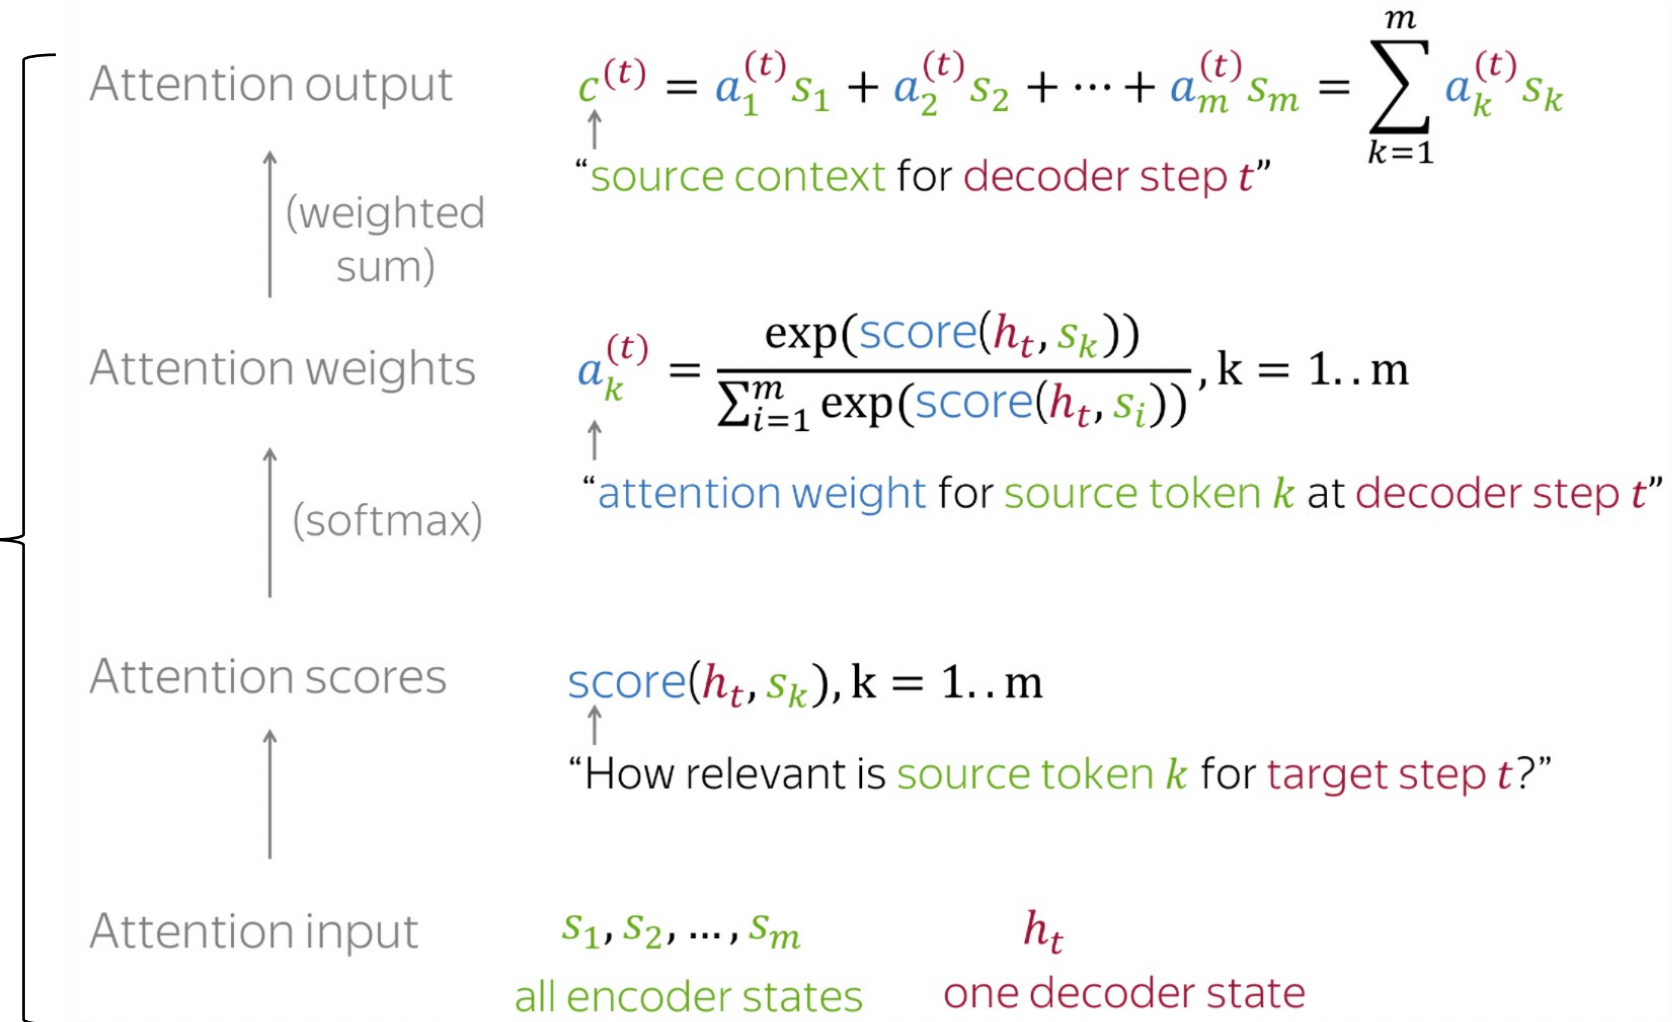 Attention output c^{(t)} = a_1^{(t)} s_1 + a_2^{(t)} s_2 + ⋯ + a_m^{(t)} s_m = \sum_{k=1}^{m} a_k^{(t)} s_k
“source context for decoder step t”
(weighted
sum)
Attention weights a_k^{(t)} = \frac{exp(score(h_t, s_k))}{\sum_{i=1}^{m} exp(score(h_t, s_i))}, k = 1..m
“attention weight for source token k at decoder step t”
(softmax)
Attention scores score(h_t, s_k), k = 1..m
“How relevant is source token k for target step t?”
Attention input s_1, s_2, …, s_m h_t
all encoder states one decoder state